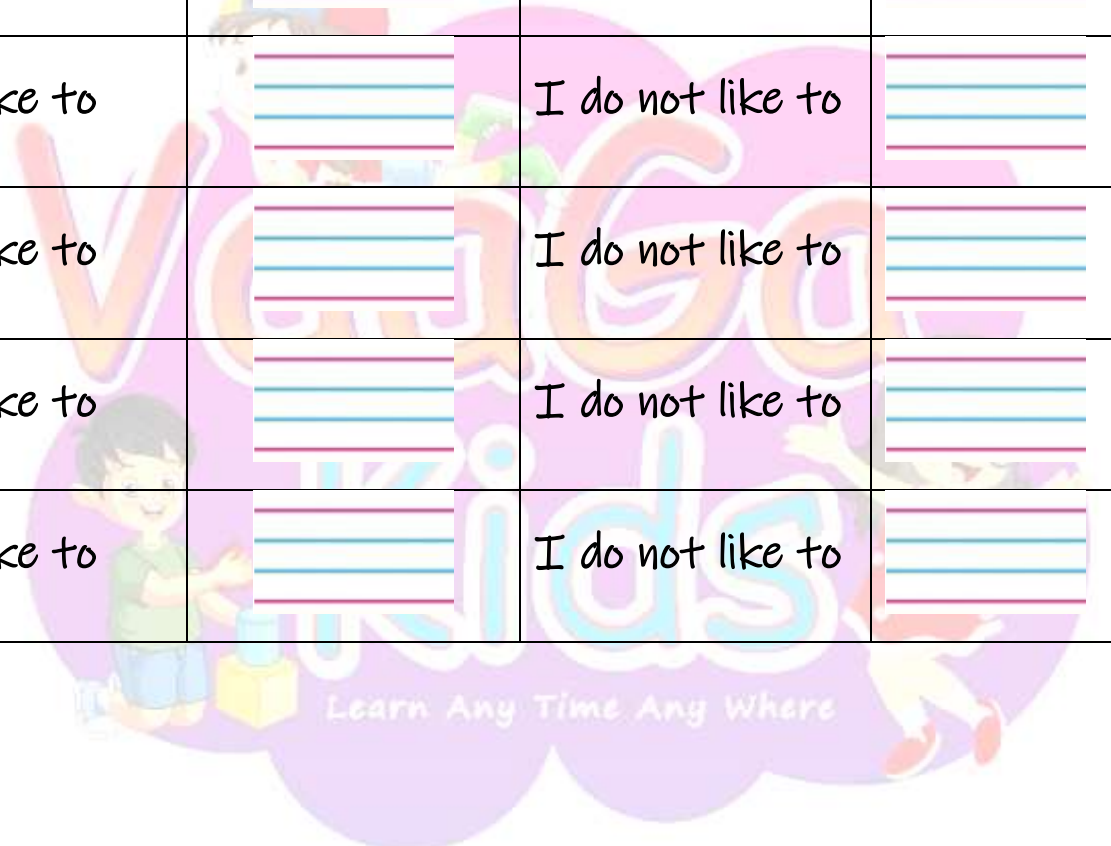 ke to I do not like to
ke to I do not like to
ke to I do not like to
ke to I do not like to
VaaGa
Kids
Learn Any Time Any Where